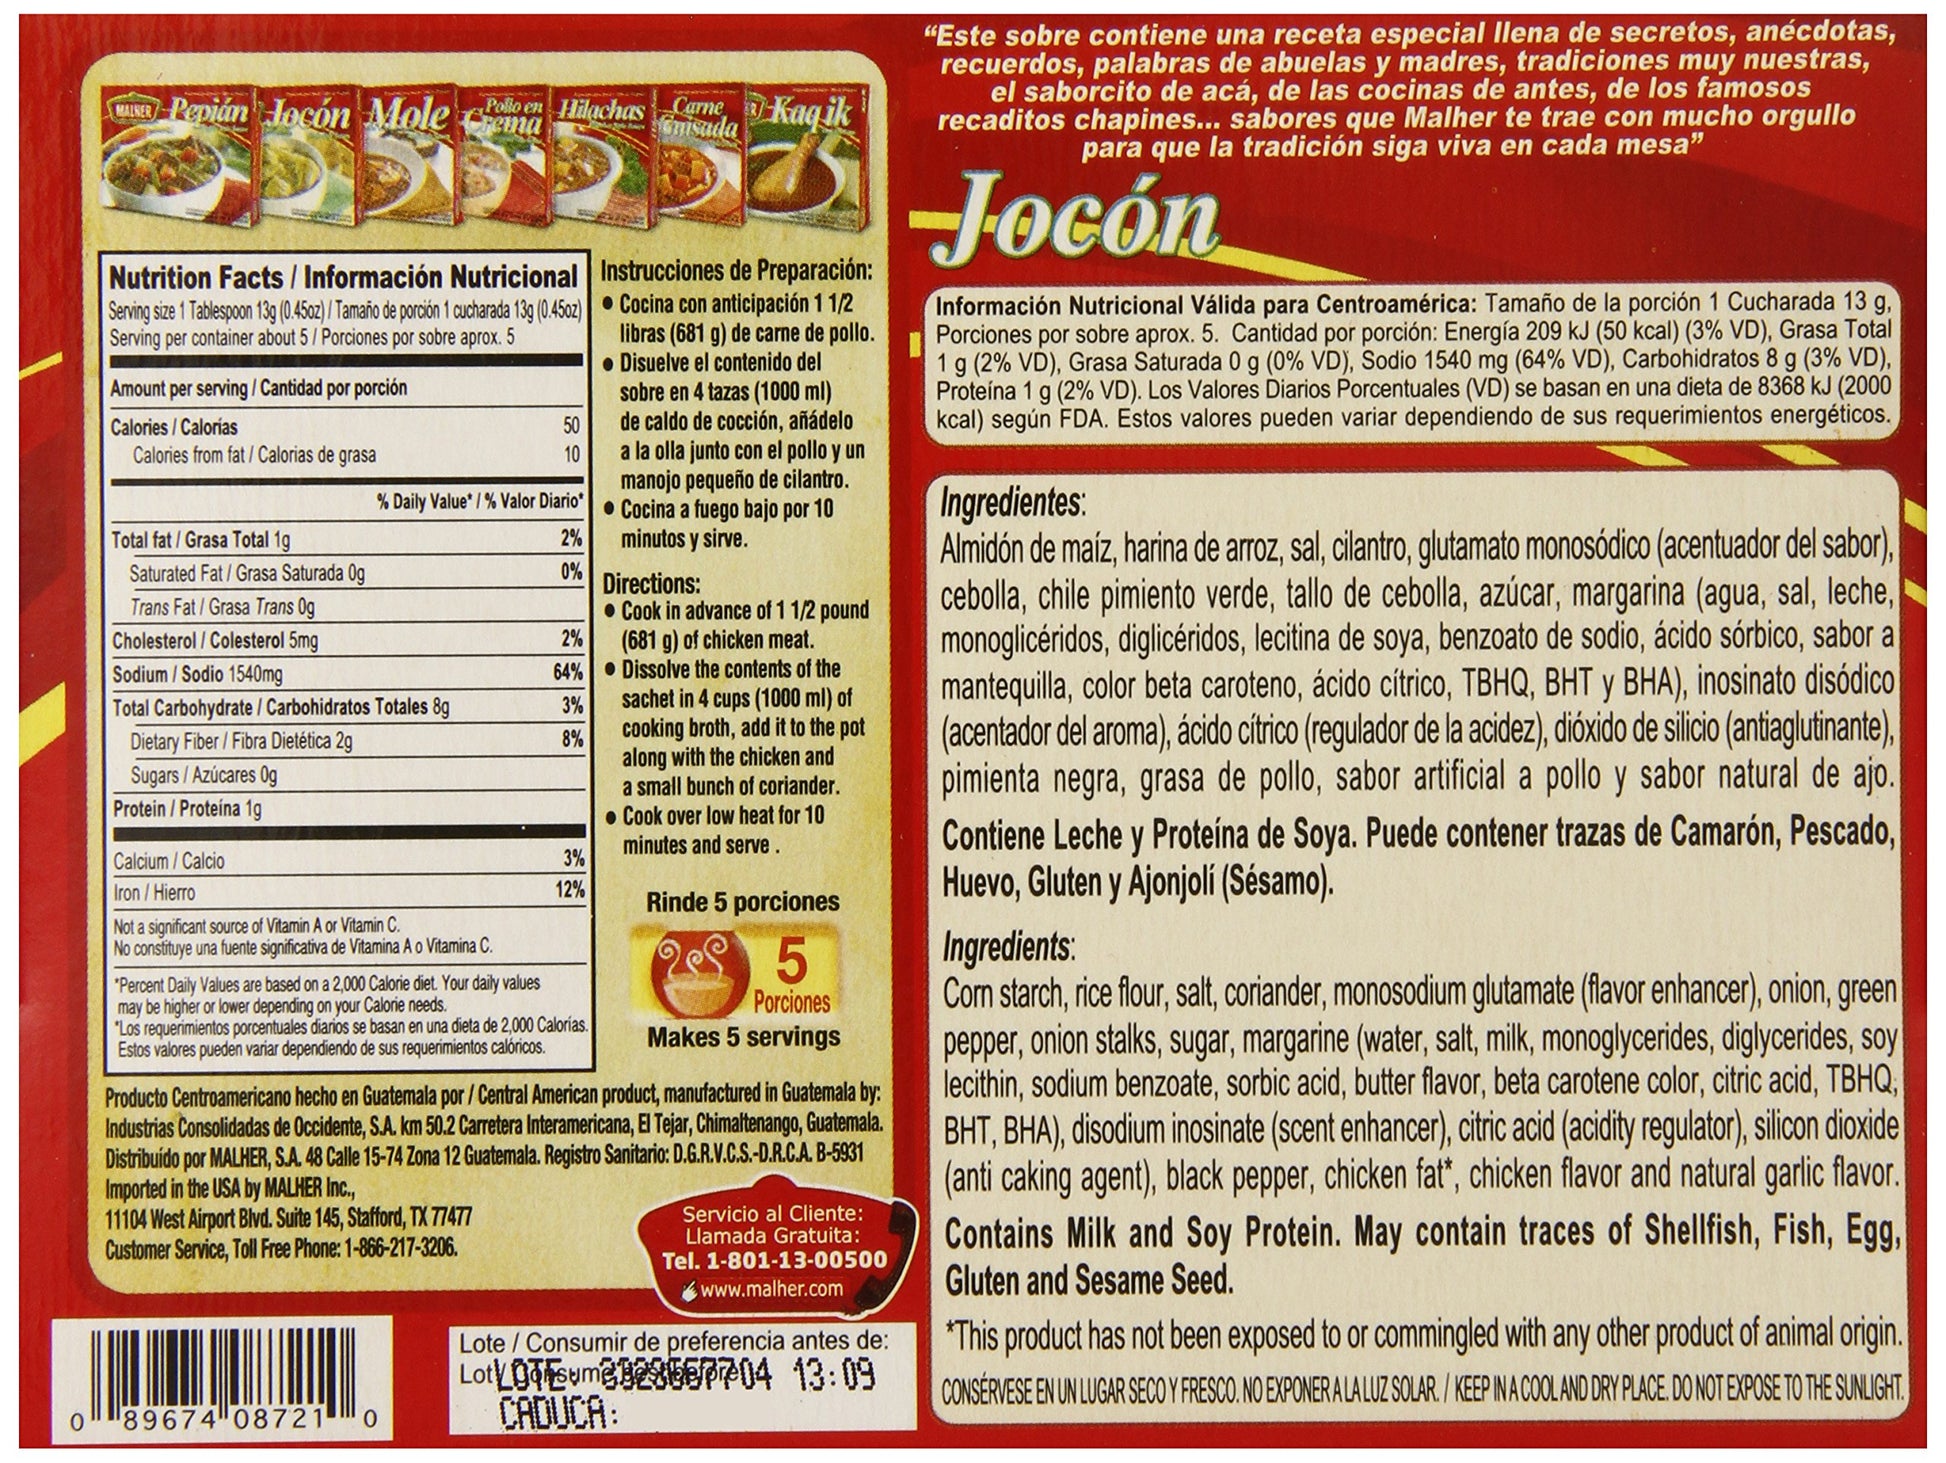 MALHER Pepián Jocón Mole Pollo en Crema Hilachas Carne Guisada Kaq ik
Nutrition Facts / Información Nutricional
Serving size 1 Tablespoon 13g (0.45oz) / Tamaño de porción 1 cucharada 13g (0.45oz)
Serving per container about 5 / Porciones por sobre aprox. 5
Amount per serving / Cantidad por porción
Calories / Calorías 50
Calories from fat / Calorias de grasa 10
% Daily Value* / % Valor Diario*
Total fat / Grasa Total 1g 2%
Saturated Fat / Grasa Saturada 0g 0%
Trans Fat / Grasa Trans 0g
Cholesterol / Colesterol 5mg 2%
Sodium / Sodio 1540mg 64%
Total Carbohydrate / Carbohidratos Totales 8g 3%
Dietary Fiber / Fibra Dietética 2g 8%
Sugars / Azúcares 0g
Protein / Proteína 1g
Calcium / Calcio 3%
Iron / Hierro 12%
Not a significant source of Vitamin A or Vitamin C.
No constituye una fuente significativa de Vitamina A o Vitamina C.
*Percent Daily Values are based on a 2,000 Calorie diet. Your daily values
may be higher or lower depending on your Calorie needs.
*Los requerimientos porcentuales diarios se basan en una dieta de 2,000 Calorías.
Estos valores pueden variar dependiendo de sus requerimientos calóricos.
Instrucciones de Preparación:
• Cocina con anticipación 1 1/2
libras (681 g) de carne de pollo.
• Disuelve el contenido del
sobre en 4 tazas (1000 ml)
de caldo de cocción, añádelo
a la olla junto con el pollo y un
manojo pequeño de cilantro.
• Cocina a fuego bajo por 10
minutos y sirve.
Directions:
• Cook in advance of 1 1/2 pound
(681 g) of chicken meat.
• Dissolve the contents of the
sachet in 4 cups (1000 ml) of
cooking broth, add it to the pot
along with the chicken and
a small bunch of coriander.
• Cook over low heat for 10
minutes and serve .
Rinde 5 porciones
5
Porciones
Makes 5 servings
Producto Centroamericano hecho en Guatemala por / Central American product, manufactured in Guatemala by:
Industrias Consolidadas de Occidente, S.A. km 50.2 Carretera Interamericana, El Tejar, Chimaltenango, Guatemala.
Distribuído por MALHER, S.A. 48 Calle 15-74 Zona 12 Guatemala. Registro Sanitario: D.G.R.V.C.S.-D.R.C.A. B-5931
Imported in the USA by MALHER Inc.,
11104 West Airport Blvd. Suite 145, Stafford, TX 77477
Customer Service, Toll Free Phone: 1-866-217-3206.
Servicio al Cliente:
Llamada Gratuita:
Tel. 1-801-13-00500
www.malher.com
0 89674 08721 0
Lote / Consumir de preferencia antes de:
LOTE: 13:09
CADUCA:
“Este sobre contiene una receta especial llena de secretos, anécdotas,
recuerdos, palabras de abuelas y madres, tradiciones muy nuestras,
el saborcito de acá, de las cocinas de antes, de los famosos
recaditos chapines... sabores que Malher te trae con mucho orgullo
para que la tradición siga viva en cada mesa”
Jocón
Información Nutricional Válida para Centroamérica: Tamaño de la porción 1 Cucharada 13 g,
Porciones por sobre aprox. 5. Cantidad por porción: Energía 209 kJ (50 kcal) (3% VD), Grasa Total
1 g (2% VD), Grasa Saturada 0 g (0% VD), Sodio 1540 mg (64% VD), Carbohidratos 8 g (3% VD),
Proteína 1 g (2% VD). Los Valores Diarios Porcentuales (VD) se basan en una dieta de 8368 kJ (2000
kcal) según FDA. Estos valores pueden variar dependiendo de sus requerimientos energéticos.
Ingredientes:
Almidón de maíz, harina de arroz, sal, cilantro, glutamato monosódico (acentuador del sabor),
cebolla, chile pimiento verde, tallo de cebolla, azúcar, margarina (agua, sal, leche,
monoglicéridos, diglicéridos, lecitina de soya, benzoato de sodio, ácido sórbico, sabor a
mantequilla, color beta caroteno, ácido cítrico, TBHQ, BHT y BHA), inosinato disódico
(acentador del aroma), ácido cítrico (regulador de la acidez), dióxido de silicio (antiaglutinante),
pimienta negra, grasa de pollo, sabor artificial a pollo y sabor natural de ajo.
Contiene Leche y Proteína de Soya. Puede contener trazas de Camarón, Pescado,
Huevo, Gluten y Ajonjolí (Sésamo).
Ingredients:
Corn starch, rice flour, salt, coriander, monosodium glutamate (flavor enhancer), onion, green
pepper, onion stalks, sugar, margarine (water, salt, milk, monoglycerides, diglycerides, soy
lecithin, sodium benzoate, sorbic acid, butter flavor, beta carotene color, citric acid, TBHQ,
BHT, BHA), disodium inosinate (scent enhancer), citric acid (acidity regulator), silicon dioxide
(anti caking agent), black pepper, chicken fat*, chicken flavor and natural garlic flavor.
Contains Milk and Soy Protein. May contain traces of Shellfish, Fish, Egg,
Gluten and Sesame Seed.
*This product has not been exposed to or commingled with any other product of animal origin.
CONSÉRVESE EN UN LUGAR SECO Y FRESCO. NO EXPONER A LA LUZ SOLAR. / KEEP IN A COOL AND DRY PLACE. DO NOT EXPOSE TO THE SUNLIGHT.